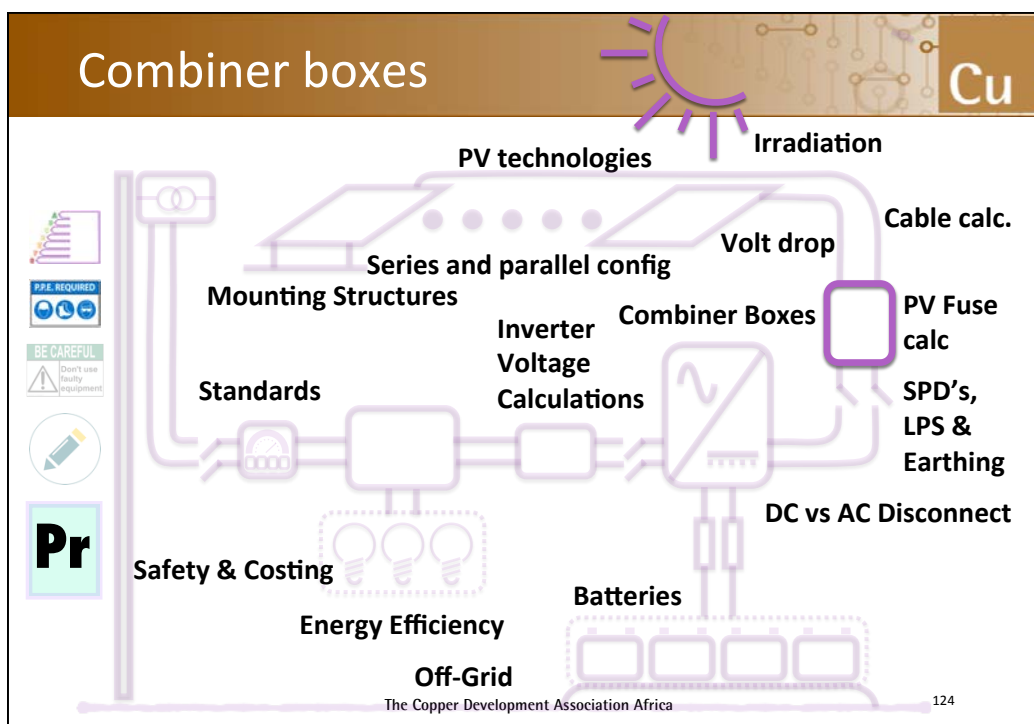 Combiner boxes
Cu
Irradiation
PV technologies
Cable calc.
Volt drop
Series and parallel config
Mounting Structures
Combiner Boxes
PV Fuse
calc
Inverter
Voltage
Calculations
P.P.E. REQUIRED
BE CAREFUL
Don't use
faulty
equipment
Standards
SPD's,
LPS &
Earthing
DC vs AC Disconnect
Pr
Safety & Costing
Batteries
Energy Efficiency
Off-Grid
The Copper Development Association Africa
124